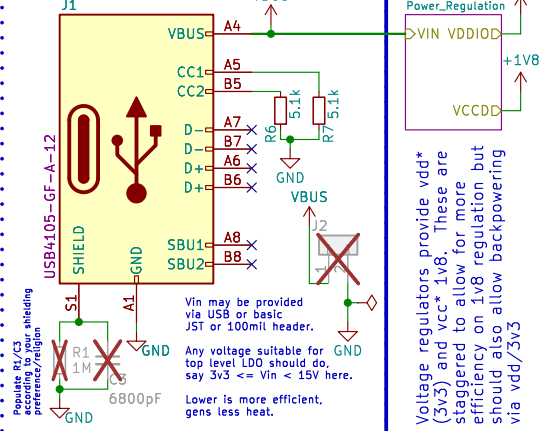 J1
Power_Regulation
VBUS
A4
VIN
VDDIO
+1V8
VCCD
CC1
A5
CC2
B5
5.1k
5.1k
R6
R7
GND
D-
A7
D-
B7
D+
A6
D+
B6
USB4105-GF-A-12
SBU1
A8
SBU2
B8
SHIELD
GND
S1
A1
VBUS
J2
1
GND
GND
R1
1M
C3
6800pF
GND
Populate R1/C3
according to your shielding
preference/religion
Vin may be provided
via USB or basic
JST or 100mil header.
Any voltage suitable for
top level LDO should do,
say 3v3 <= Vin < 15V here.
Lower is more efficient,
gens less heat.
Voltage regulators provide vdd*
(3v3) and vcc* 1v8.  These are
staggered to allow for more
efficiency on 1v8 regulation but
should also allow backpowering
via vdd/3v3